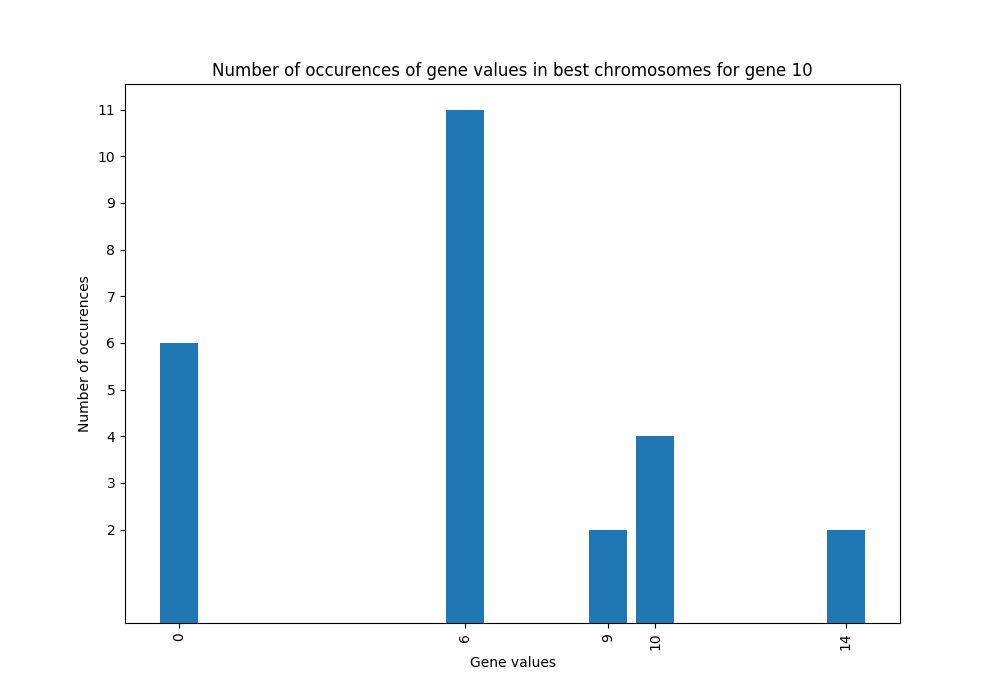 Number of occurences of gene values in best chromosomes for gene 10
11
10
9
8
7
6
5
4
3
2
Number of occurences
0 6 9 10 14
Gene values